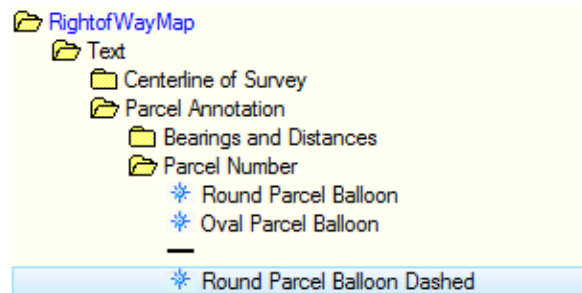 RightofWayMap
Text
Centerline of Survey
Parcel Annotation
Bearings and Distances
Parcel Number
Round Parcel Balloon
Oval Parcel Balloon
Round Parcel Balloon Dashed